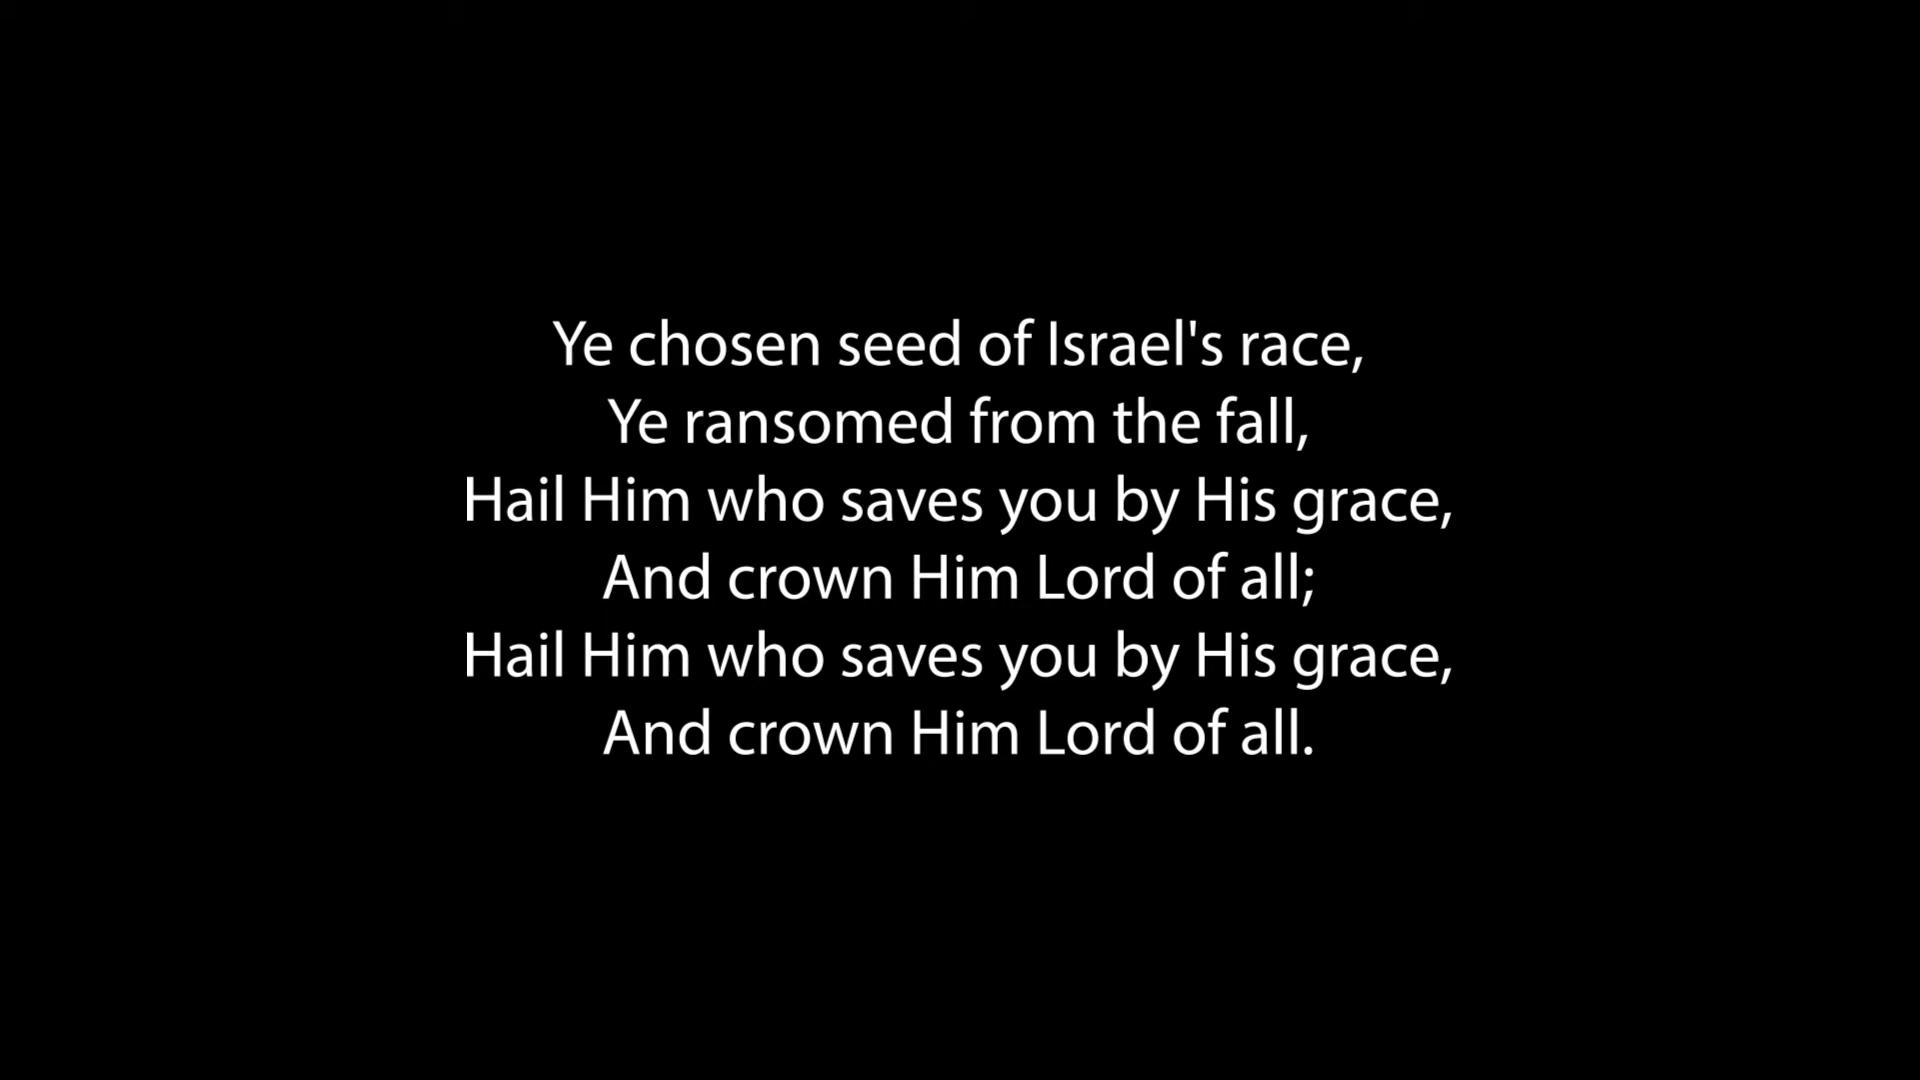 Ye chosen seed of Israel's race,
Ye ransomed from the fall,
Hail Him who saves you by His grace,
And crown Him Lord of all;
Hail Him who saves you by His grace,
And crown Him Lord of all.